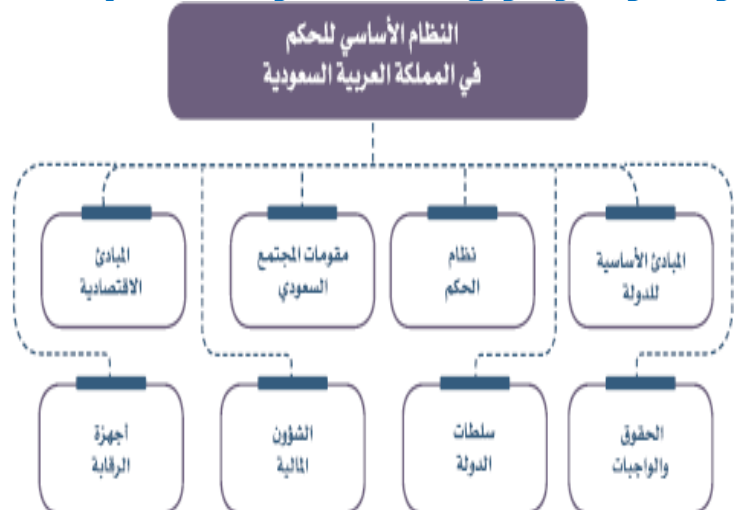 النظام الأساسي للحكم
في المملكة العربية السعودية
المبادئ الأساسية
للدولة
نظام
الحكم
مقومات المجتمع
السعودي
المبادئ
الاقتصادية
الحقوق
والواجبات
سلطات
الدولة
الشؤون
المالية
أجهزة
الرقابة